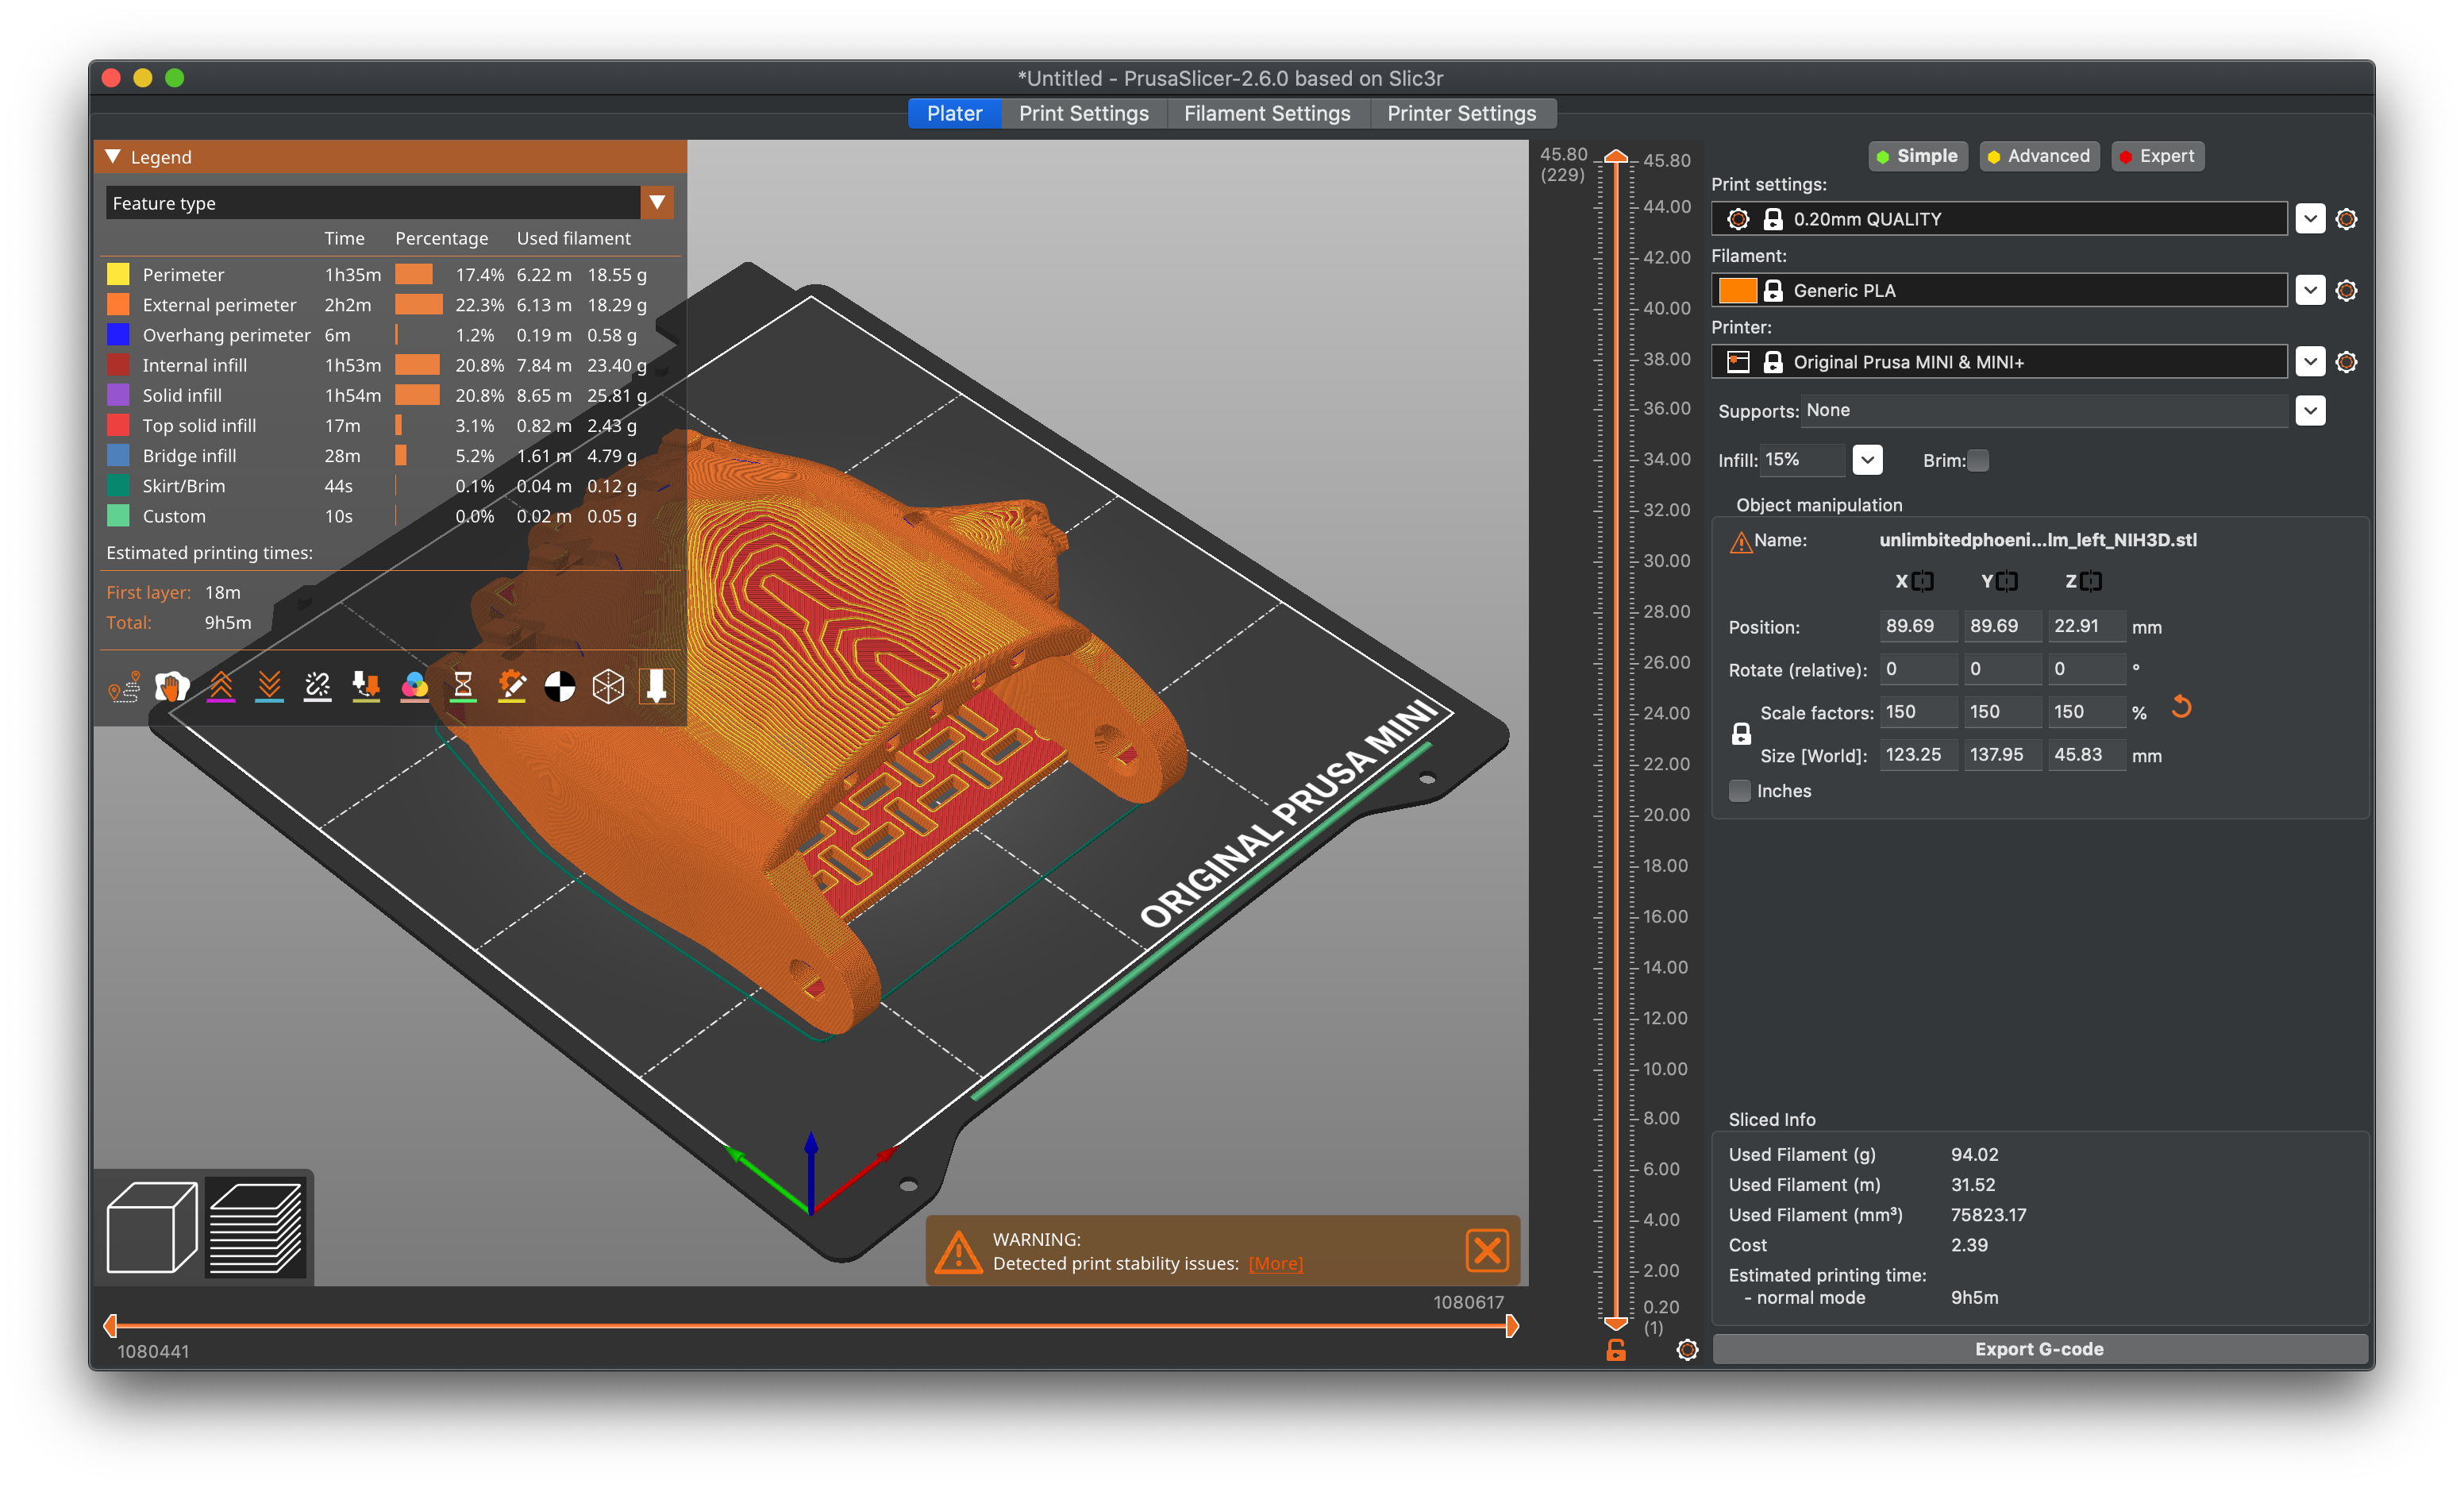 *Untitled - PrusaSlicer-2.6.0 based on Slic3r
Plater Print Settings Filament Settings Printer Settings
Legend
Feature type
Time Percentage Used filament
Perimeter 1h35m 17.4% 6.22 m 18.55 g
External perimeter 2h2m 22.3% 6.13 m 18.29 g
Overhang perimeter 6m 1.2% 0.19 m 0.58 g
Internal infill 1h53m 20.8% 7.84 m 23.40 g
Solid infill 1h54m 20.8% 8.65 m 25.81 g
Top solid infill 17m 3.1% 0.82 m 2.43 g
Bridge infill 28m 5.2% 1.61 m 4.79 g
Skirt/Brim 44s 0.1% 0.04 m 0.12 g
Custom 10s 0.0% 0.02 m 0.05 g
Estimated printing times:
First layer: 18m
Total: 9h5m
ORIGINAL PRUSA MINI
WARNING:
Detected print stability issues: [More]
1080617
1080441
45.80
(229)
45.80
44.00
42.00
40.00
38.00
36.00
34.00
32.00
30.00
28.00
26.00
24.00
22.00
20.00
18.00
16.00
14.00
12.00
10.00
8.00
6.00
4.00
2.00
0.20
(1)
Simple Advanced Expert
Print settings:
0.20mm QUALITY
Filament:
Generic PLA
Printer:
Original Prusa MINI & MINI+
Supports: None
Infill: 15% Brim:
Object manipulation
Name: unlimbitedphoeni...lm_left_NIH3D.stl
X Y Z
Position: 89.69 89.69 22.91 mm
Rotate (relative): 0 0 0 °
Scale factors: 150 150 150 %
Size [World]: 123.25 137.95 45.83 mm
Inches
Sliced Info
Used Filament (g) 94.02
Used Filament (m) 31.52
Used Filament (mm³) 75823.17
Cost 2.39
Estimated printing time:
- normal mode 9h5m
Export G-code